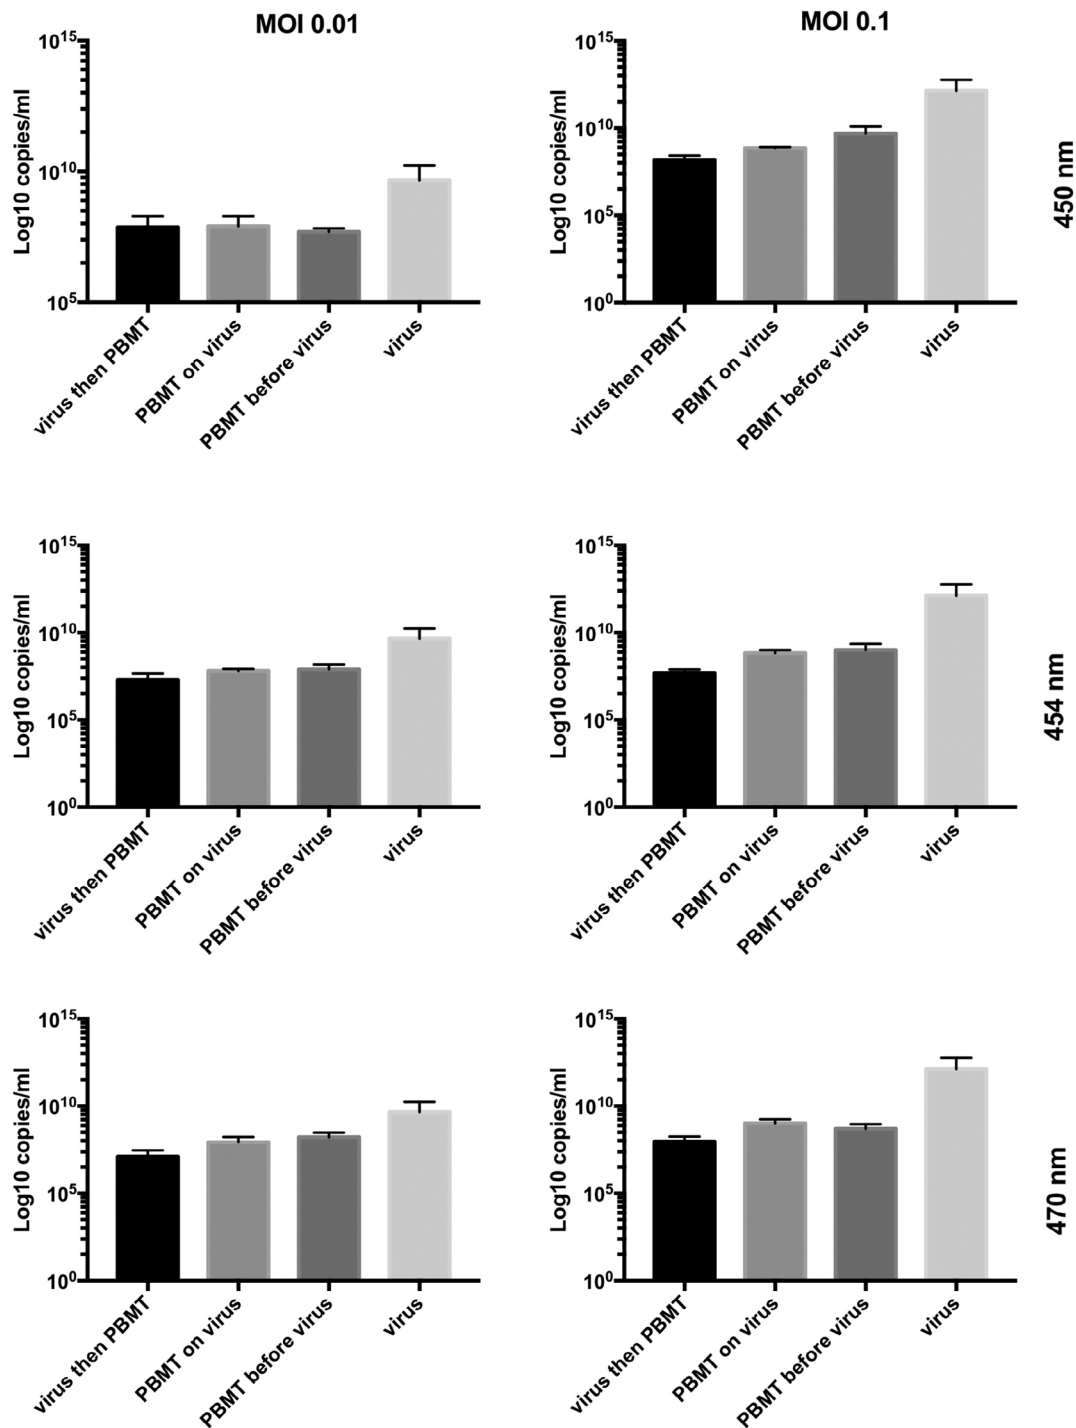 MOI 0.01
MOI 0.1
10^15
10^10
10^5
Log10 copies/ml
virus then PBMT
PBMT on virus
PBMT before virus
virus
10^15
10^10
10^5
10^0
Log10 copies/ml
virus then PBMT
PBMT on virus
PBMT before virus
virus
450 nm
10^15
10^10
10^5
10^0
Log10 copies/ml
virus then PBMT
PBMT on virus
PBMT before virus
virus
10^15
10^10
10^5
10^0
Log10 copies/ml
virus then PBMT
PBMT on virus
PBMT before virus
virus
454 nm
10^15
10^10
10^5
10^0
Log10 copies/ml
virus then PBMT
PBMT on virus
PBMT before virus
virus
10^15
10^10
10^5
10^0
Log10 copies/ml
virus then PBMT
PBMT on virus
PBMT before virus
virus
470 nm